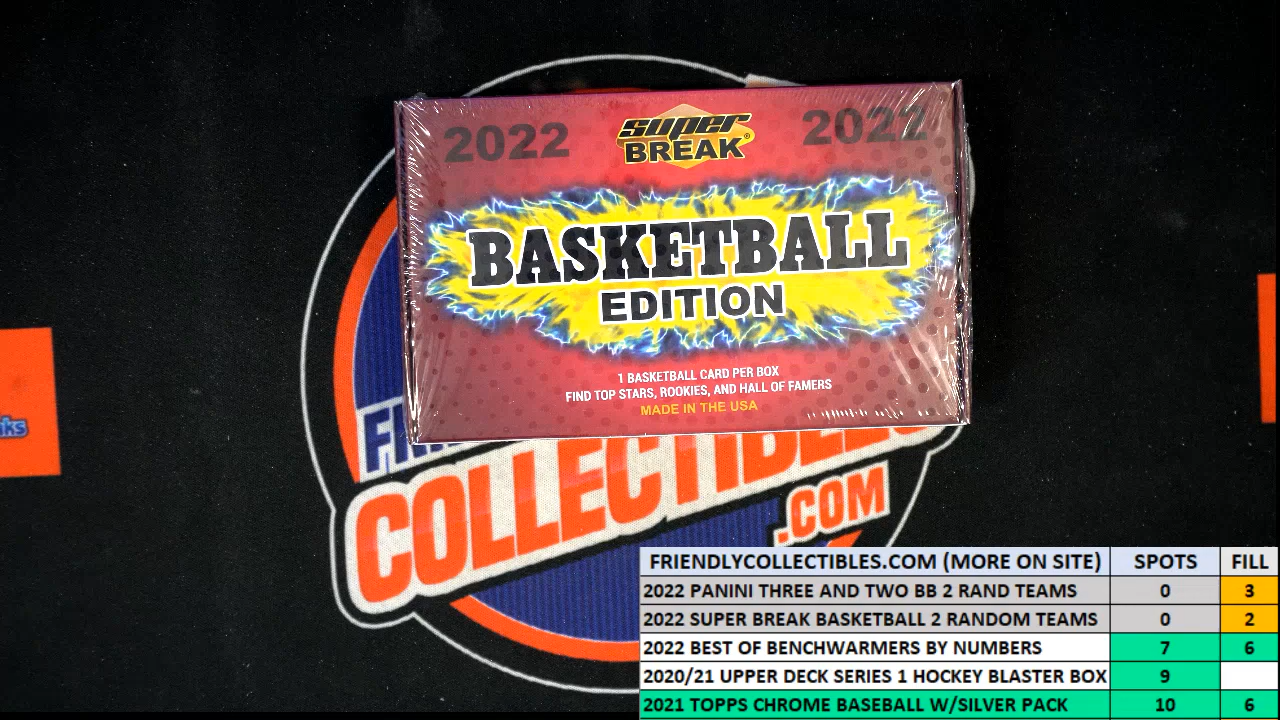 2022 SUPER BREAK® 2022
BASKETBALL
EDITION
1 BASKETBALL CARD PER BOX
FIND TOP STARS, ROOKIES, AND HALL OF FAMERS
MADE IN THE USA
COLLECTIBLES
.COM
FRIENDLYCOLLECTIBLES.COM (MORE ON SITE) SPOTS FILL
2022 PANINI THREE AND TWO BB 2 RAND TEAMS 0 3
2022 SUPER BREAK BASKETBALL 2 RANDOM TEAMS 0 2
2022 BEST OF BENCHWARMERS BY NUMBERS 7 6
2020/21 UPPER DECK SERIES 1 HOCKEY BLASTER BOX 9
2021 TOPPS CHROME BASEBALL W/SILVER PACK 10 6